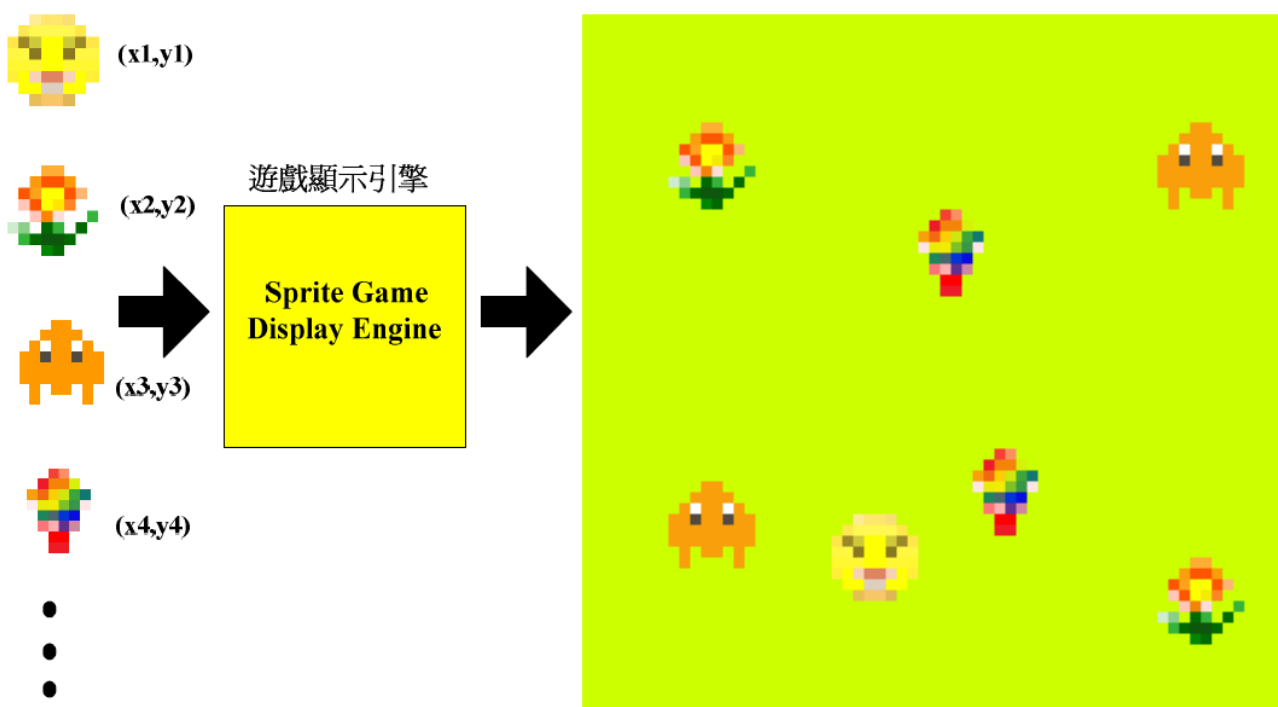 (x1,y1)
(x2,y2)
(x3,y3)
(x4,y4)
遊戲顯示引擎
Sprite Game
Display Engine